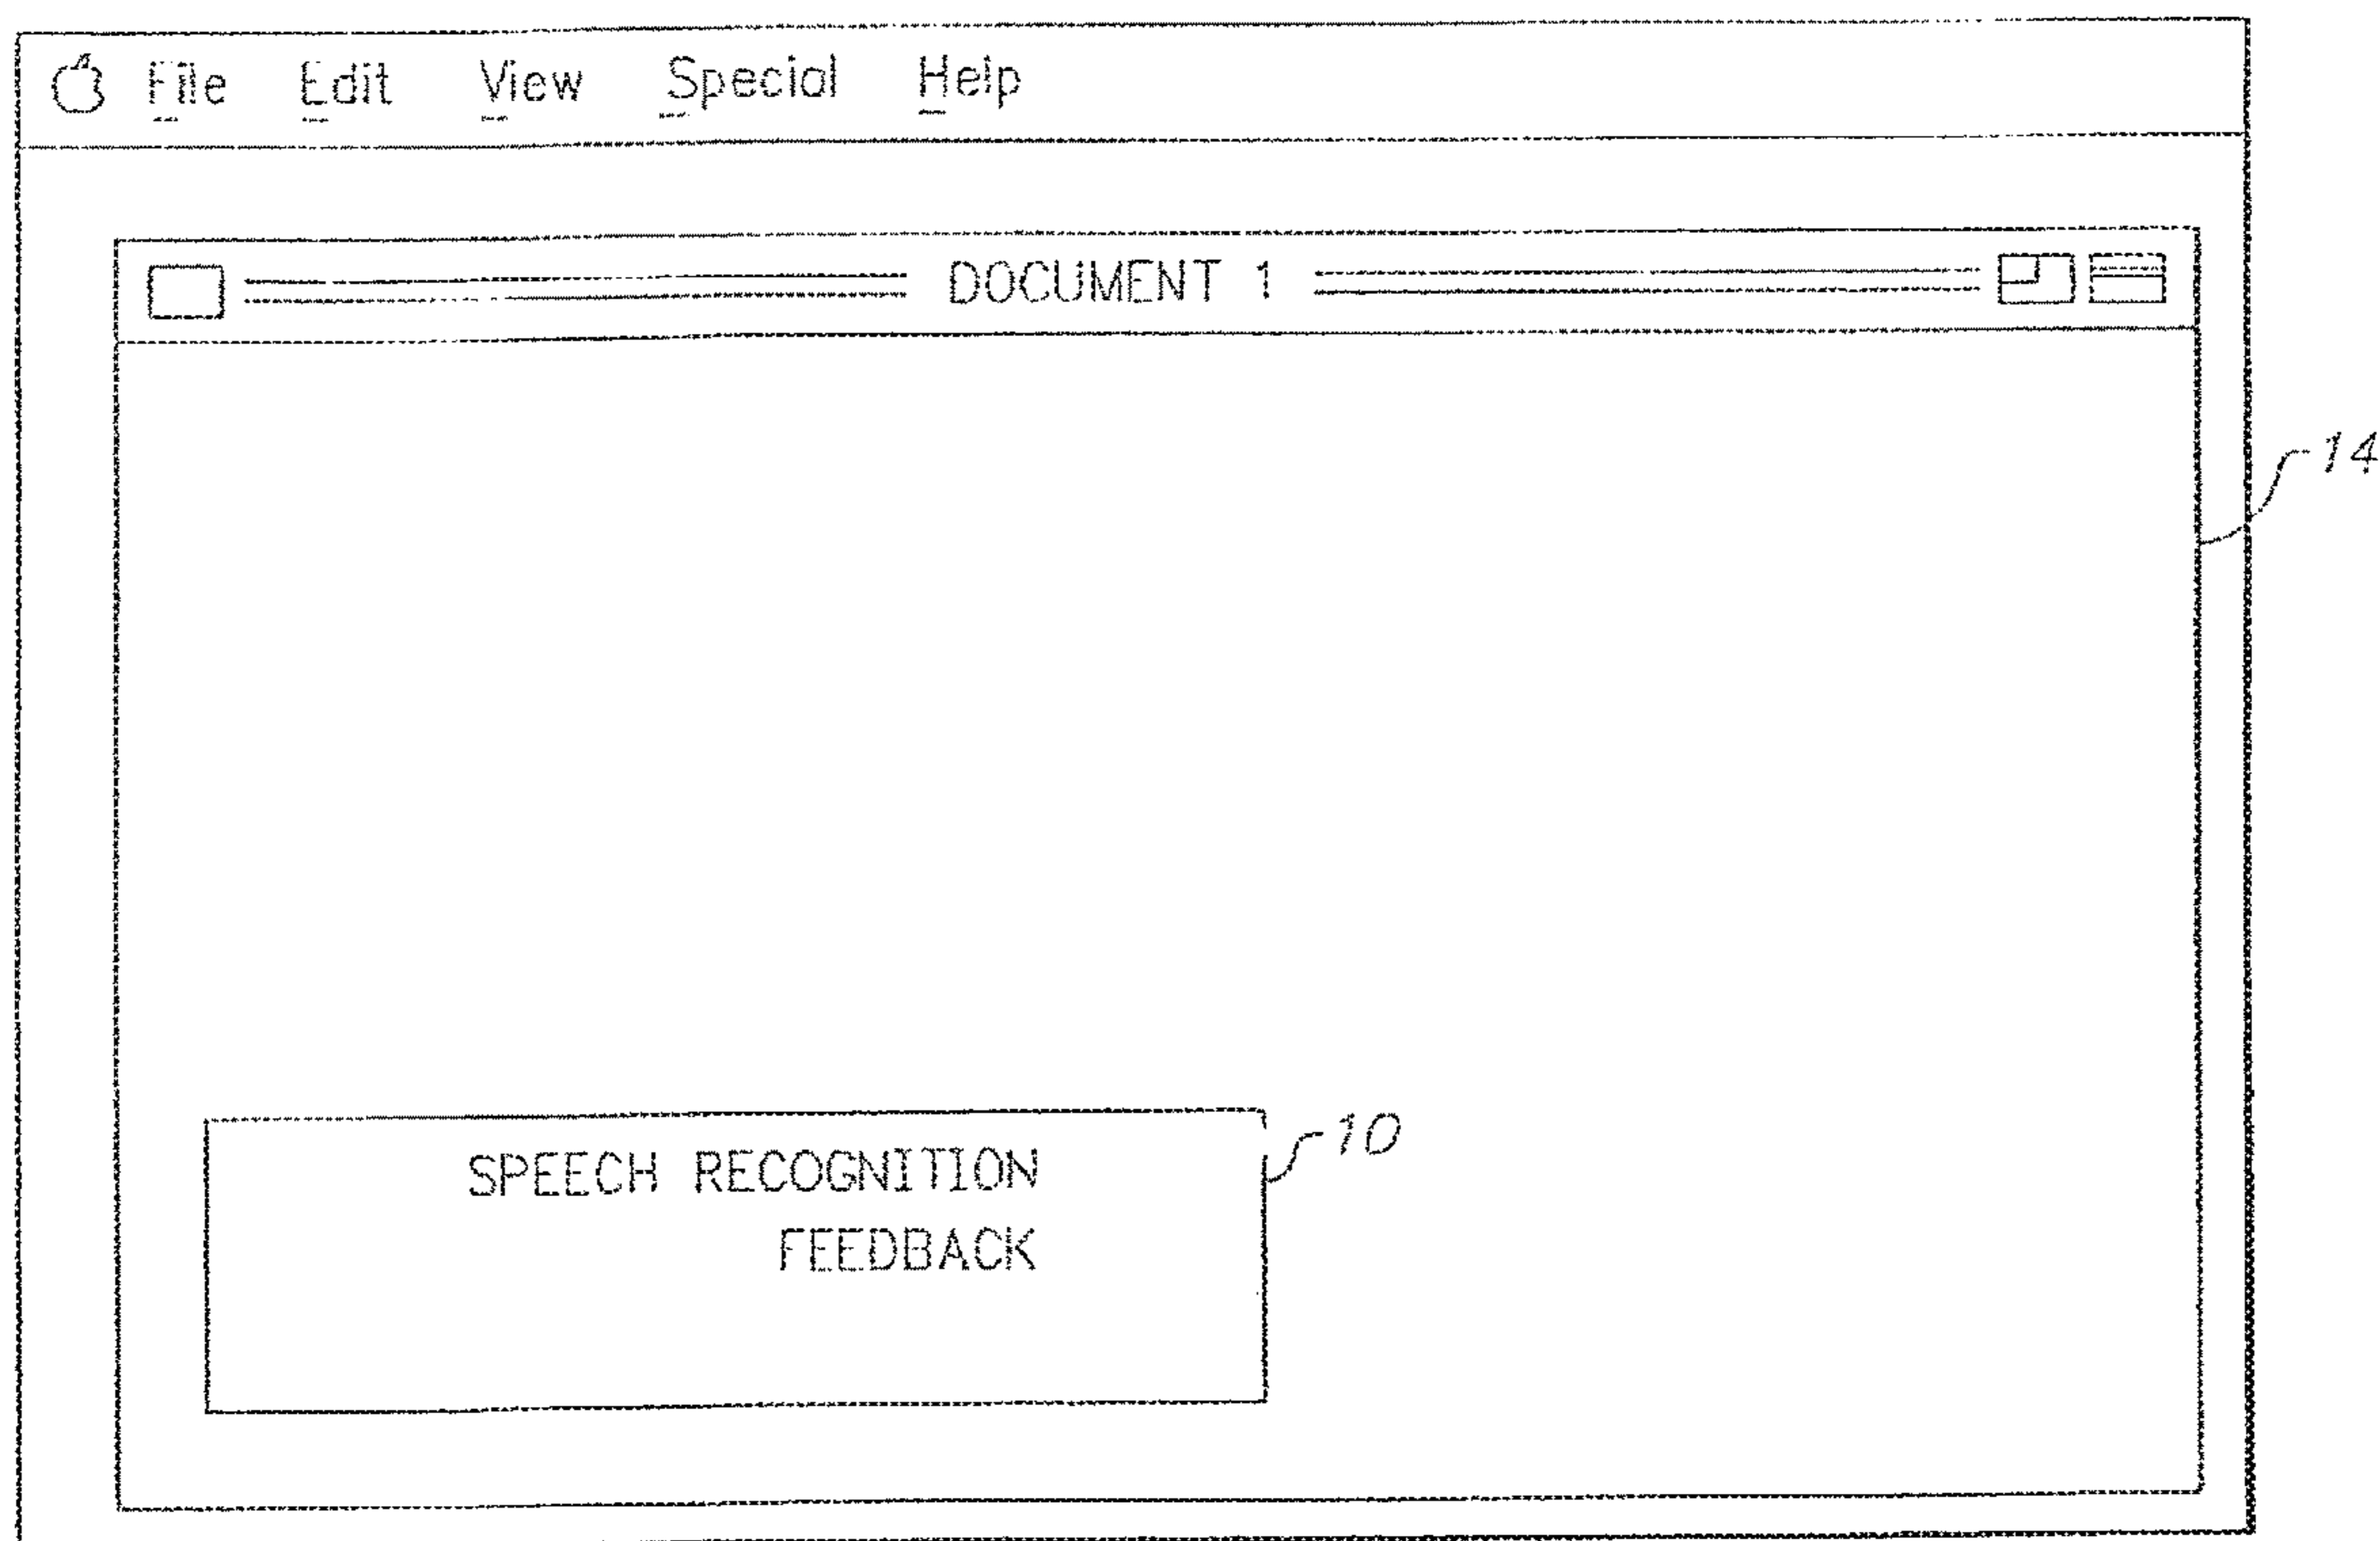 File Edit View Special Help
DOCUMENT 1
14
SPEECH RECOGNITION
FEEDBACK
10